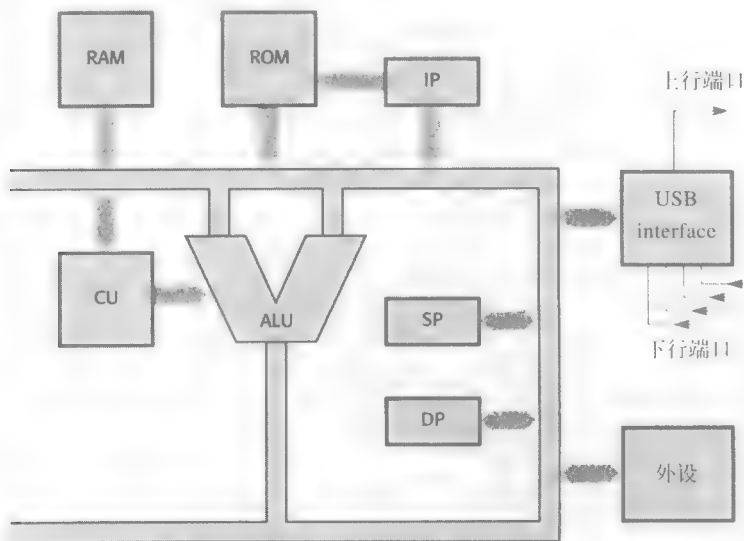 RAM
ROM
IP
上行端口
USB
interface
CU
ALU
SP
下行端口
DP
外设